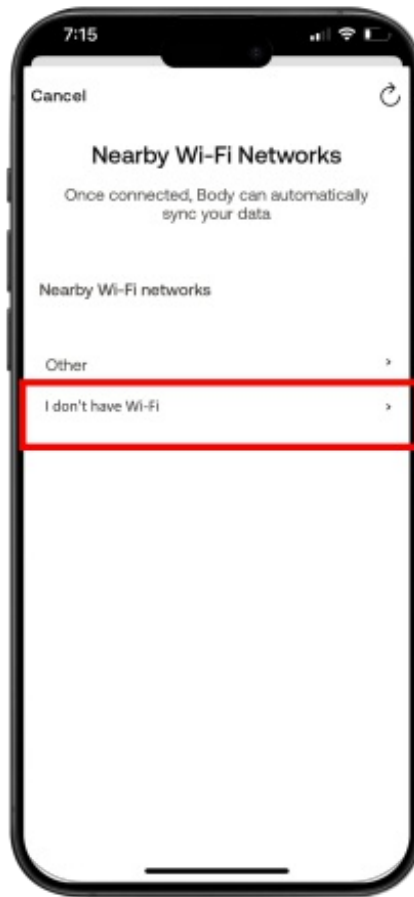 7:15
Cancel
Nearby Wi-Fi Networks
Once connected, Body can automatically
sync your data
Nearby Wi-Fi networks
Other
I don't have Wi-Fi